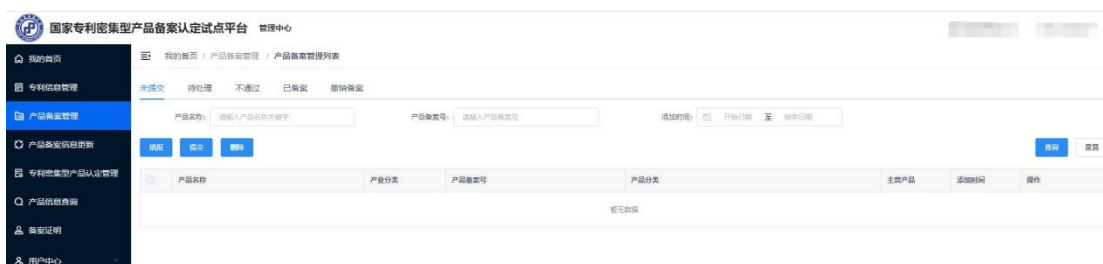 国家专利密集型产品备案认定试点平台 管理中心
我的首页
专利信息管理
产品备案管理
产品备案信息更新
专利密集型产品认定管理
产品信息查询
备案证明
用户中心
我的首页 / 产品备案管理 / 产品备案管理列表
未提交 待处理 不通过 已备案 撤销备案
产品名称: 请输入产品名称关键字 产品备案号: 请输入产品备案号 添加时间: 开始日期 至 结束日期
填报 提交 删除 查询 重置
产品名称 产业分类 产品备案号 产品分类 主营产品 添加时间 操作
暂无数据